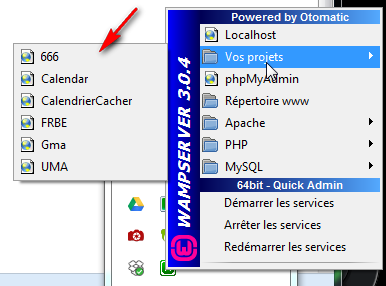 Powered by Otomatic
Localhost
Vos projets
phpMyAdmin
Répertoire www
Apache
PHP
MySQL
64bit - Quick Admin
Démarrer les services
Arrêter les services
Redémarrer les services
WAMPSERVER 3.0.4
666
Calendar
CalendrierCacher
FRBE
Gma
UMA